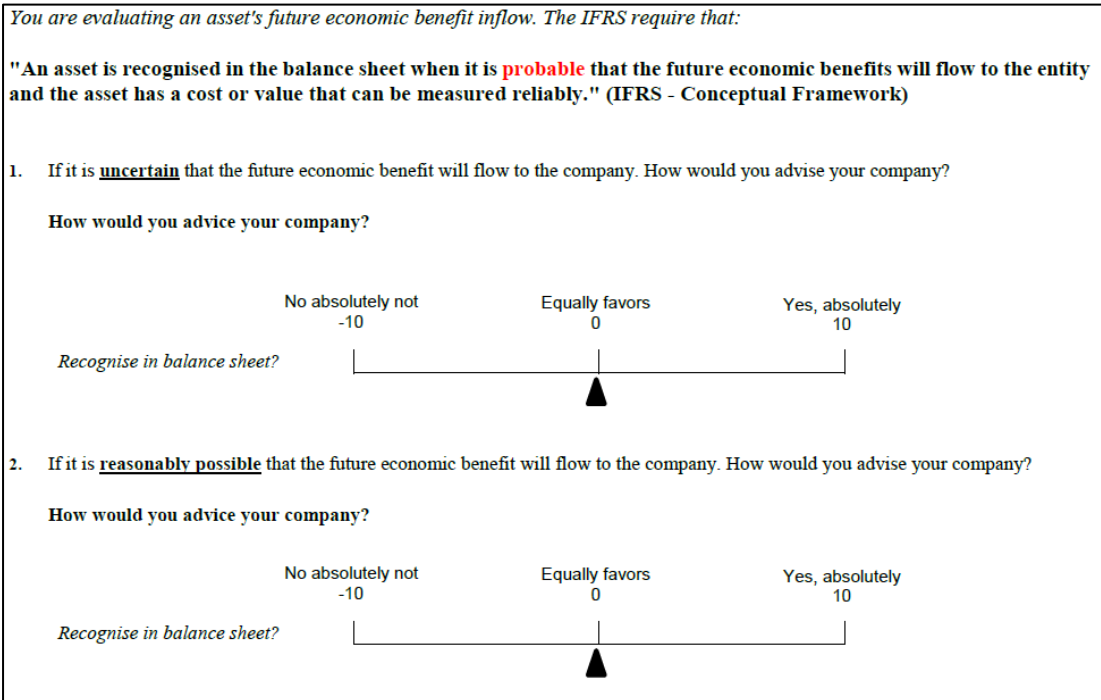 You are evaluating an asset's future economic benefit inflow. The IFRS require that:
"An asset is recognised in the balance sheet when it is probable that the future economic benefits will flow to the entity
and the asset has a cost or value that can be measured reliably." (IFRS - Conceptual Framework)
1. If it is uncertain that the future economic benefit will flow to the company. How would you advise your company?
How would you advice your company?
No absolutely not Equally favors Yes, absolutely
-10 0 10
Recognise in balance sheet?
2. If it is reasonably possible that the future economic benefit will flow to the company. How would you advise your company?
How would you advice your company?
No absolutely not Equally favors Yes, absolutely
-10 0 10
Recognise in balance sheet?